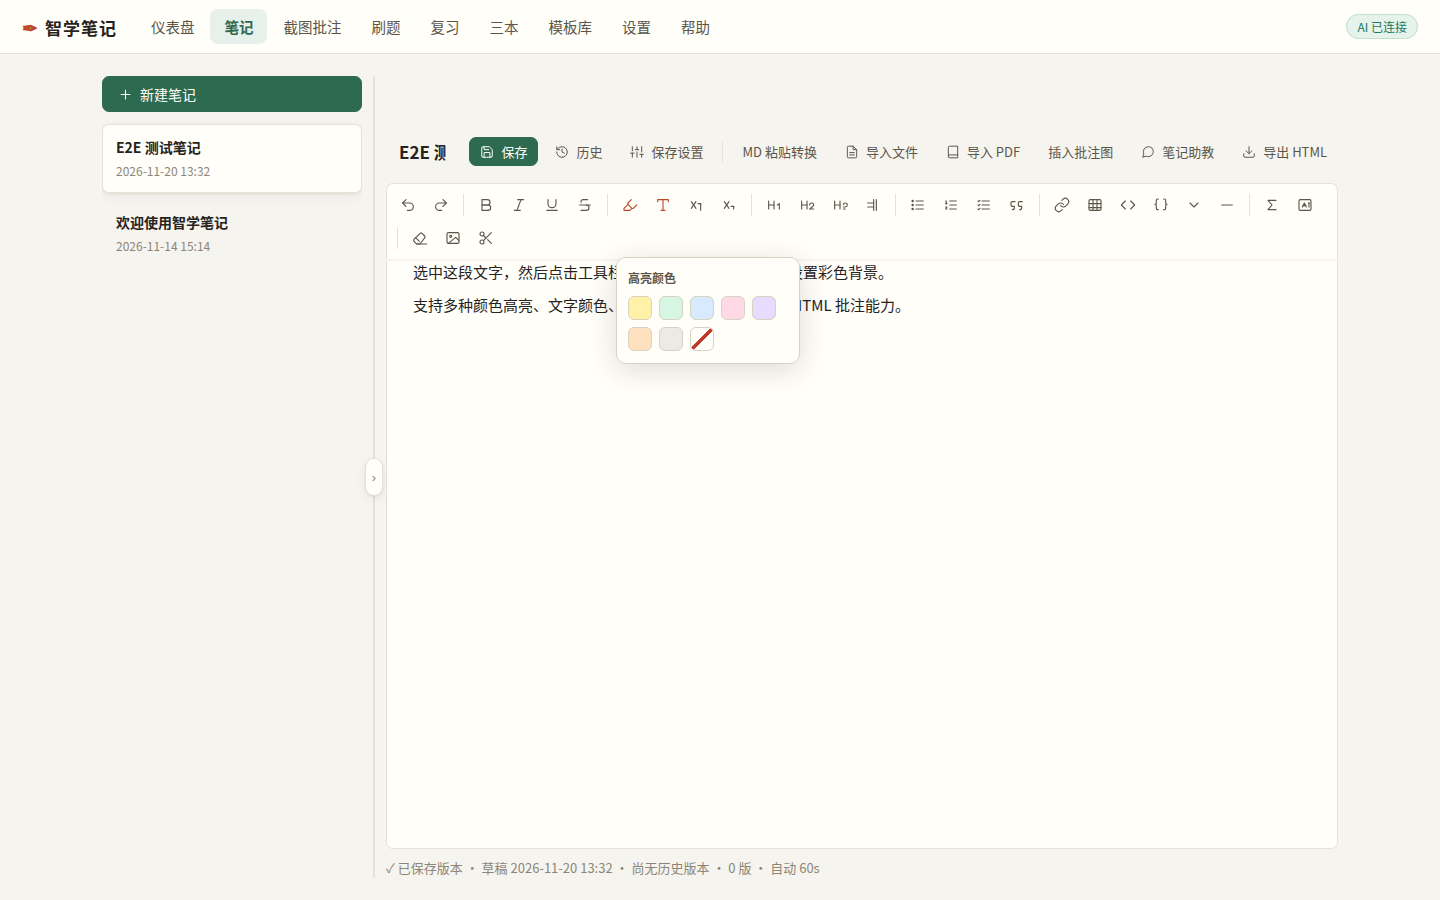 智学笔记
仪表盘
笔记
截图批注
刷题
复习
三本
模板库
设置
帮助
AI 已连接
新建笔记
E2E 测试笔记
2026-11-20 13:32
欢迎使用智学笔记
2026-11-14 15:14
E2E
保存
历史
保存设置
MD 粘贴转换
导入文件
导入 PDF
插入批注图
笔记助教
导出 HTML
选中这段文字，然后点击工具
置彩色背景。
高亮颜色
支持多种颜色高亮、文字颜色、
HTML 批注能力。
✓ 已保存版本 · 草稿 2026-11-20 13:32 · 尚无历史版本 · 0 版 · 自动 60s